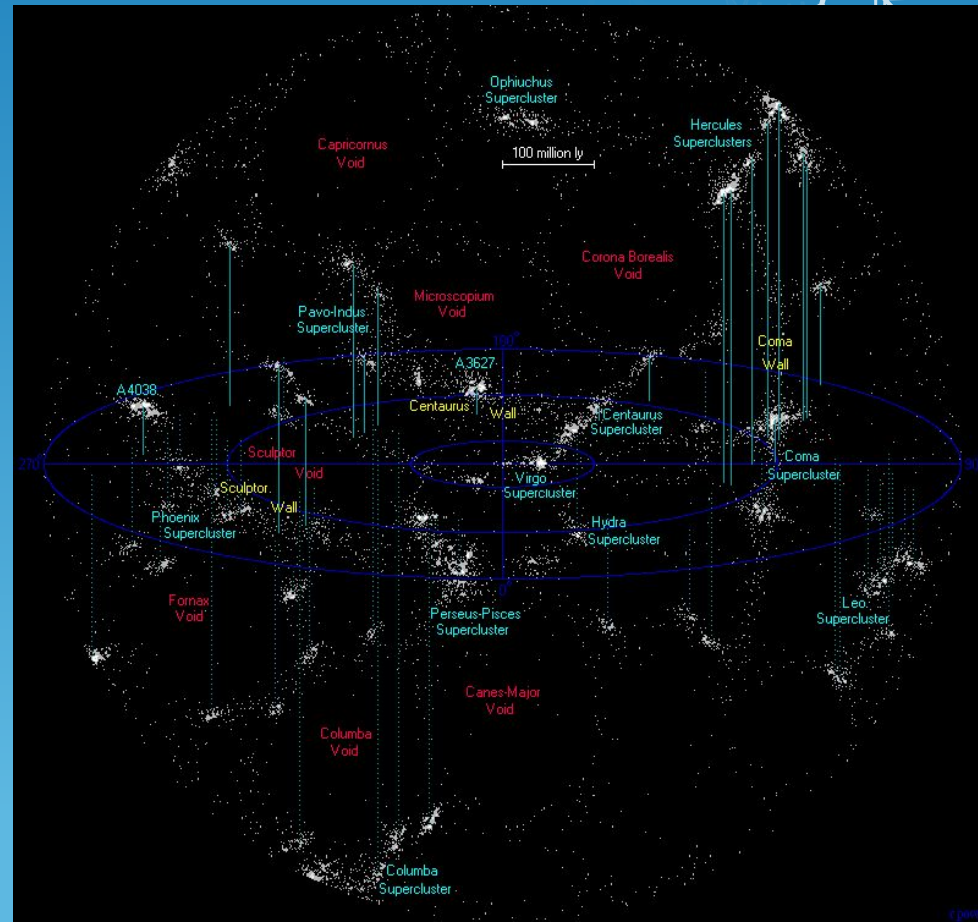 Ophiuchus
Supercluster
Hercules
Superclusters
Capricornus
Void
100 million ly
Corona Borealis
Void
Microscopium
Void
Pavo-Indus
Supercluster
180°
Coma
Wall
A3627
A4038
Centaurus
Wall
Centaurus
Supercluster
Sculptor
Void
270°
Virgo
Supercluster
Coma
Supercluster
Sculptor
Wall
Phoenix
Supercluster
Hydra
Supercluster
0°
Fornax
Void
Perseus-Pisces
Supercluster
Leo
Supercluster
Canes-Major
Void
Columba
Void
Columba
Supercluster